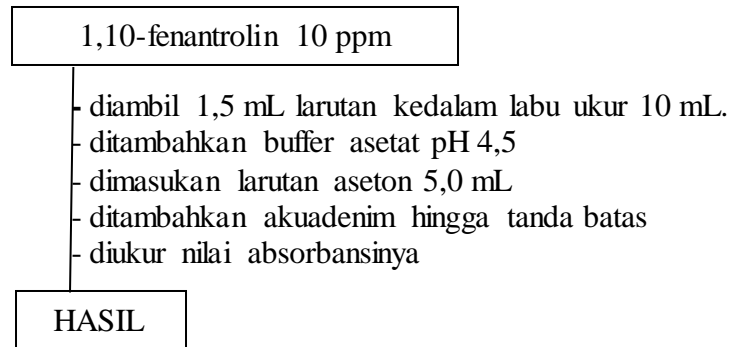 1,10-fenantrolin 10 ppm
- diambil 1,5 mL larutan kedalam labu ukur 10 mL.
- ditambahkan buffer asetat pH 4,5
- dimasukan larutan aseton 5,0 mL
- ditambahkan akuadenim hingga tanda batas
- diukur nilai absorbansinya
HASIL